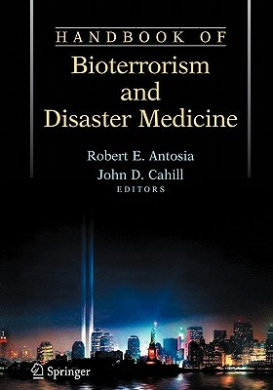 HANDBOOK OF
Bioterrorism
and
Disaster Medicine
Robert E. Antosia
John D. Cahill
EDITORS
Springer